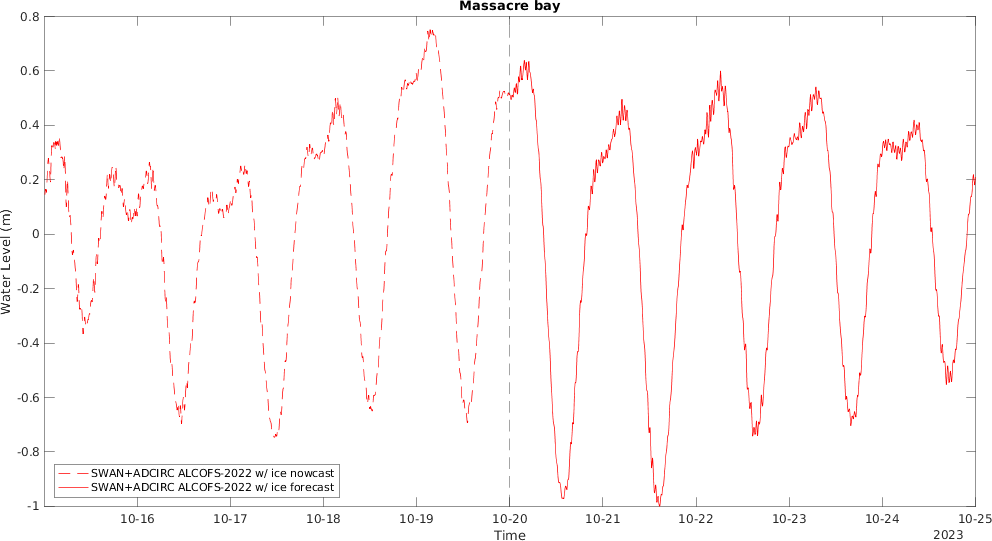 Massacre bay
0.8
0.6
0.4
0.2
0
-0.2
-0.4
-0.6
-0.8
-1
Water Level (m)
SWAN+ADCIRC ALCOFS-2022 w/ ice nowcast
SWAN+ADCIRC ALCOFS-2022 w/ ice forecast
10-16 10-17 10-18 10-19 10-20 10-21 10-22 10-23 10-24 10-25
Time
2023